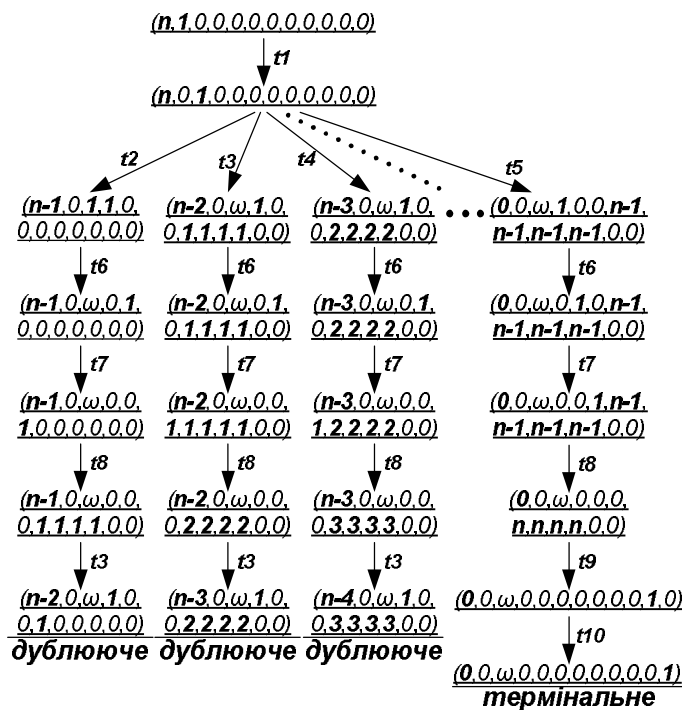 (n,1,0,0,0,0,0,0,0,0,0,0)
t1
(n,0,1,0,0,0,0,0,0,0,0,0)
t2 t3 t4 t5
(n-1,0,1,1,0, (n-2,0,ω,1,0, (n-3,0,ω,1,0, (0,0,ω,1,0,0,n-1,
0,0,0,0,0,0,0) 0,1,1,1,1,0,0) 0,2,2,2,2,0,0) n-1,n-1,n-1,0,0)
t6 t6 t6 t6
(n-1,0,ω,0,1, (n-2,0,ω,0,1, (n-3,0,ω,0,1, (0,0,ω,0,1,0,n-1,
0,0,0,0,0,0,0) 0,1,1,1,1,0,0) 0,2,2,2,2,0,0) n-1,n-1,n-1,0,0)
t7 t7 t7 t7
(n-1,0,ω,0,0, (n-2,0,ω,0,0, (n-3,0,ω,0,0, (0,0,ω,0,0,1,n-1,
1,0,0,0,0,0,0) 1,1,1,1,1,0,0) 1,2,2,2,2,0,0) n-1,n-1,n-1,0,0)
t8 t8 t8 t8
(n-1,0,ω,0,0, (n-2,0,ω,0,0, (n-3,0,ω,0,0, (0,0,ω,0,0,0,
0,1,1,1,1,0,0) 0,2,2,2,2,0,0) 0,3,3,3,3,0,0) n,n,n,n,0,0)
t3 t3 t3 t9
(n-2,0,ω,1,0, (n-3,0,ω,1,0, (n-4,0,ω,1,0, (0,0,ω,0,0,0,0,0,0,0,1,0)
0,1,0,0,0,0,0) 0,2,2,2,2,0,0) 0,3,3,3,3,0,0)
дублююче дублююче дублююче t10
(0,0,ω,0,0,0,0,0,0,0,0,1)
термінальне